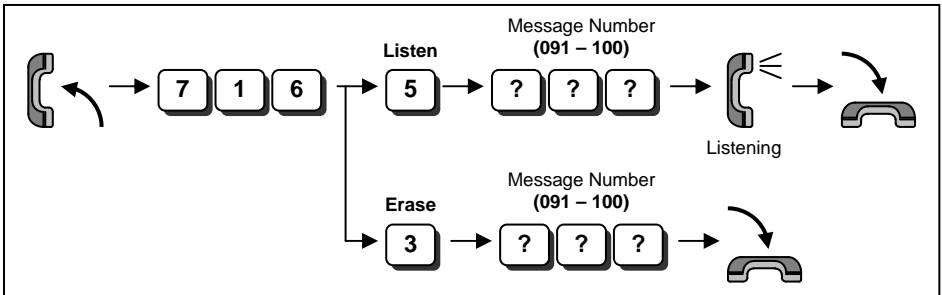 Message Number
(091 – 100)
Listen
7 1 6 5 ? ? ?
Listening
Message Number
(091 – 100)
Erase
3 ? ? ?